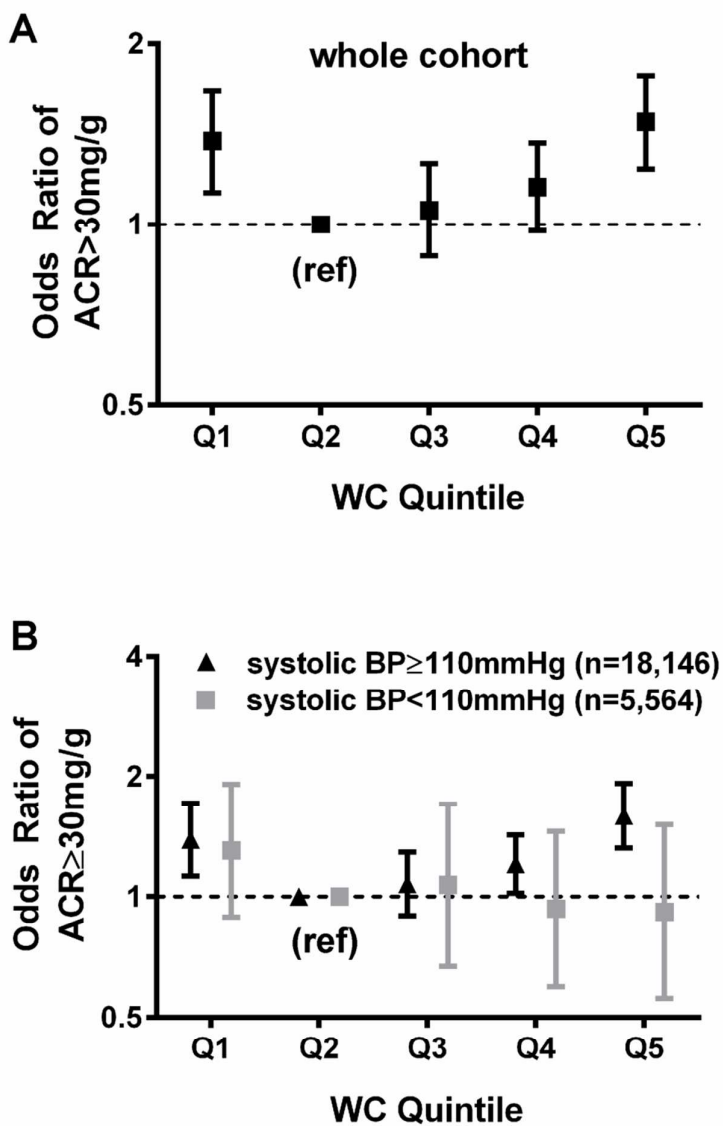 A
whole cohort
Odds Ratio of
ACR>30mg/g
2
1
0.5
(ref)
Q1 Q2 Q3 Q4 Q5
WC Quintile
B
systolic BP≥110mmHg (n=18,146)
systolic BP<110mmHg (n=5,564)
Odds Ratio of
ACR≥30mg/g
4
2
1
0.5
(ref)
Q1 Q2 Q3 Q4 Q5
WC Quintile